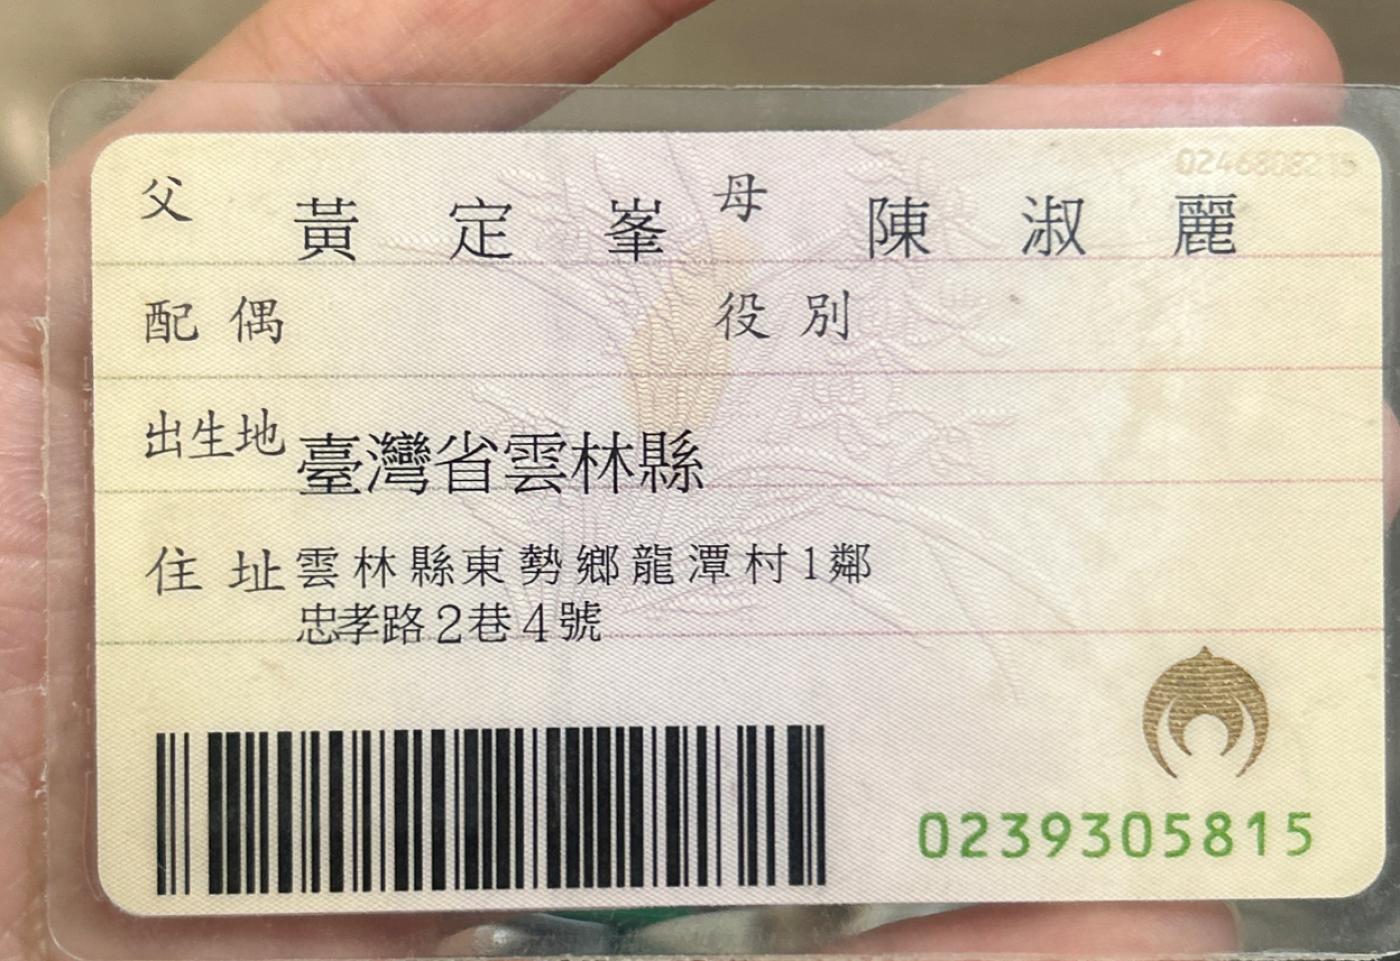 父 黃定峯 母 陳淑麗
配偶 役別
出生地 臺灣省雲林縣
住址 雲林縣東勢鄉龍潭村1鄰
忠孝路2巷4號
0239305815